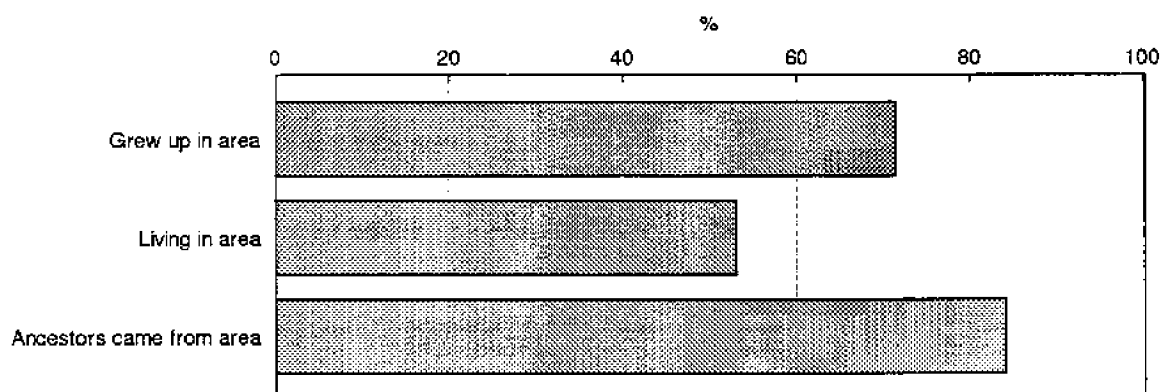 %
0 20 40 60 80 100
Grew up in area
Living in area
Ancestors came from area